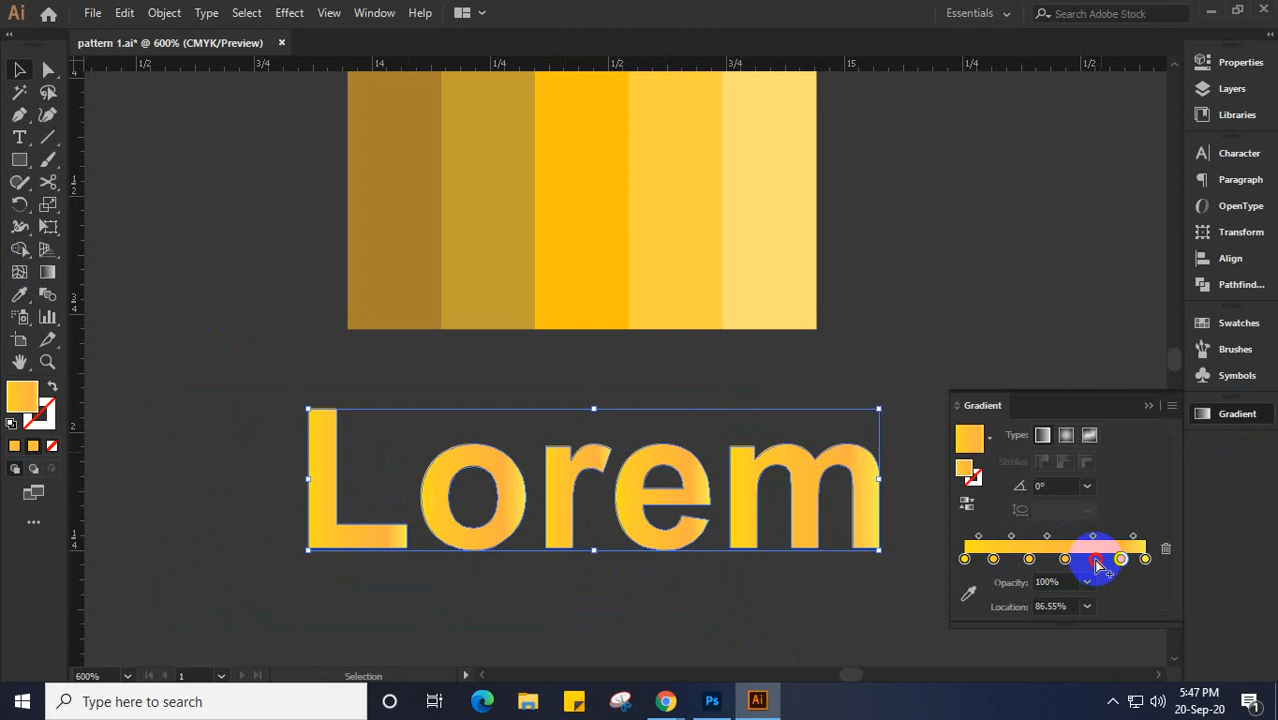 Ai File Edit Object Type Select Effect View Window Help Essentials Search Adobe Stock
pattern 1.ai* @ 600% (CMYK/Preview)
1/2 3/4 14 1/4 1/2 3/4 15 1/4 1/2
Properties
Layers
Libraries
Character
Paragraph
OpenType
Transform
Align
Pathfind...
Swatches
Brushes
Symbols
Gradient
Gradient
Type:
Stroke:
0°
Opacity: 100%
Location: 86.55%
Lorem
600% 1 Selection
Type here to search
Ps Ai
5:47 PM
20-Sep-20